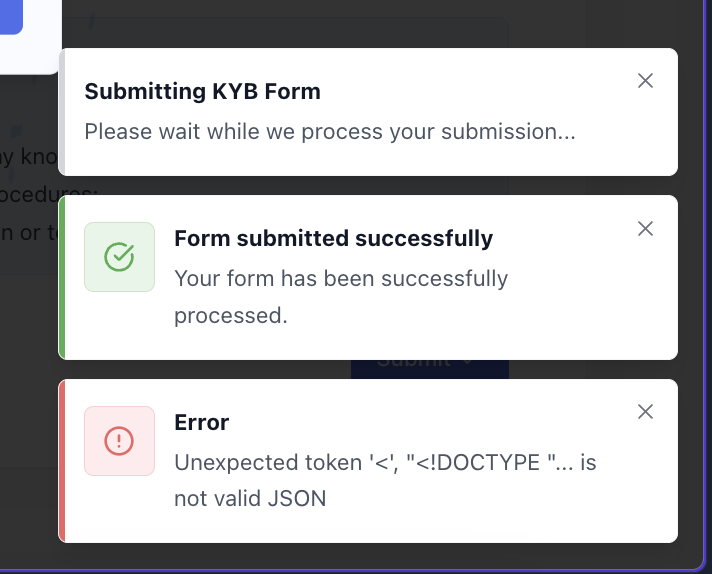 Submitting KYB Form
Please wait while we process your submission...
ny kno
ocedures:
n or t
Form submitted successfully
Your form has been successfully
processed.
Submit
Error
Unexpected token '<', "<!DOCTYPE "... is
not valid JSON